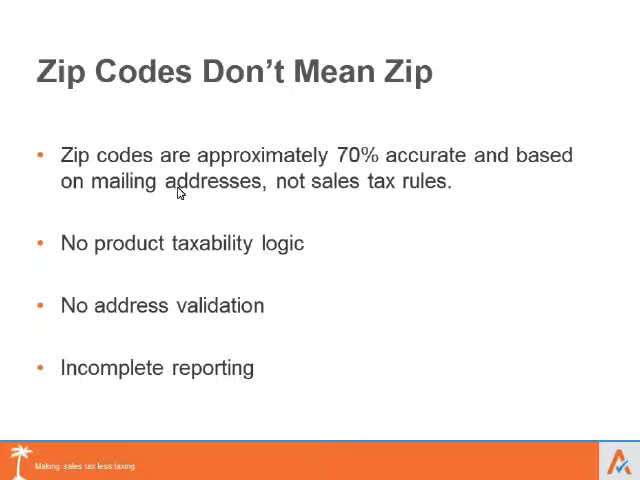 Zip Codes Don't Mean Zip
• Zip codes are approximately 70% accurate and based
on mailing addresses, not sales tax rules.
• No product taxability logic
• No address validation
• Incomplete reporting
Making sales tax less taxing